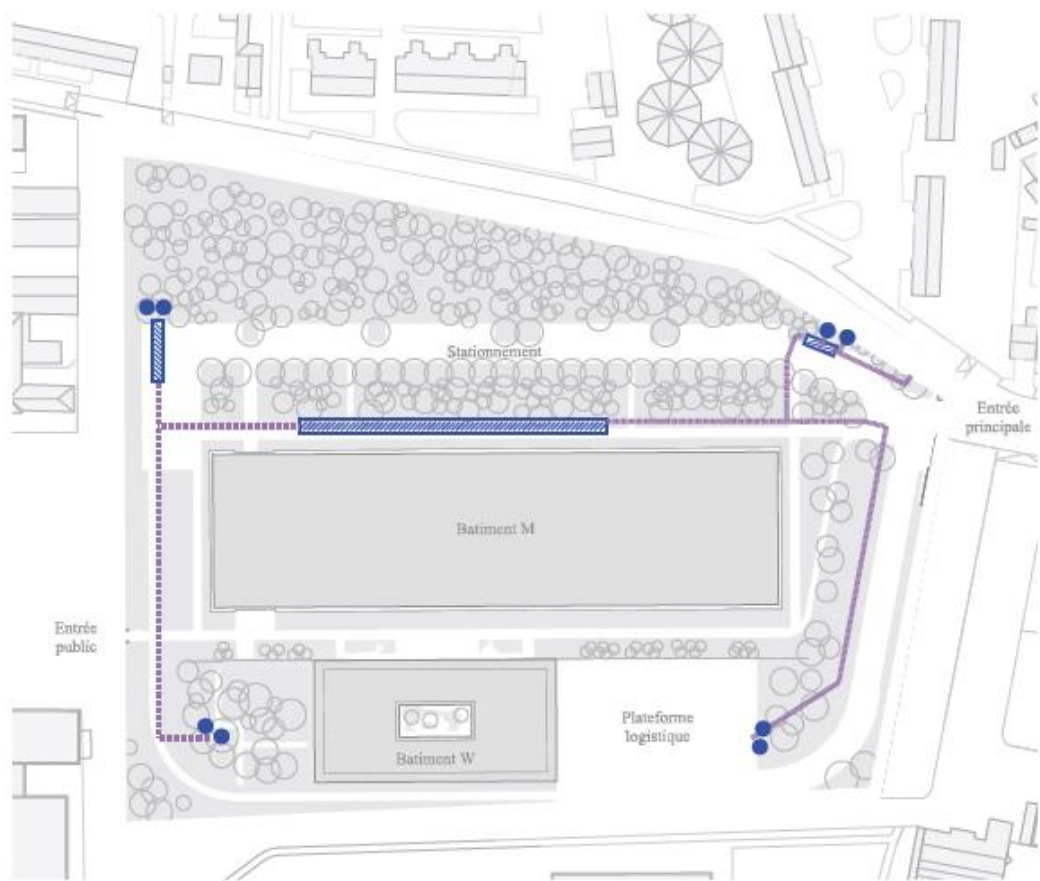 Stationnement
Entrée
principale
Batiment M
Entrée
public
Plateforme
logistique
Batiment W